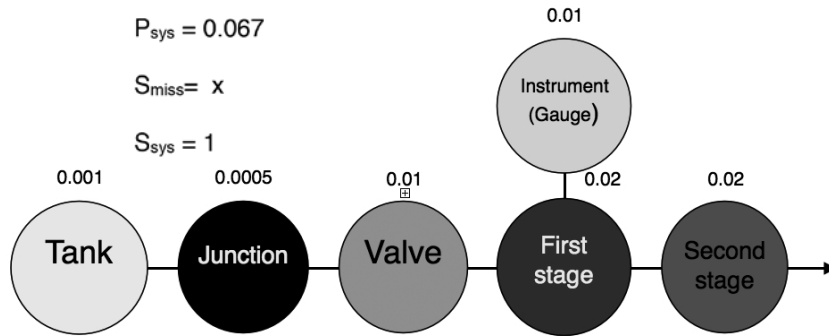 P_sys = 0.067
S_miss= x
S_sys = 1
0.01
Instrument
(Gauge)
0.001
0.0005
0.01
0.02
0.02
Tank
Junction
Valve
First
stage
Second
stage